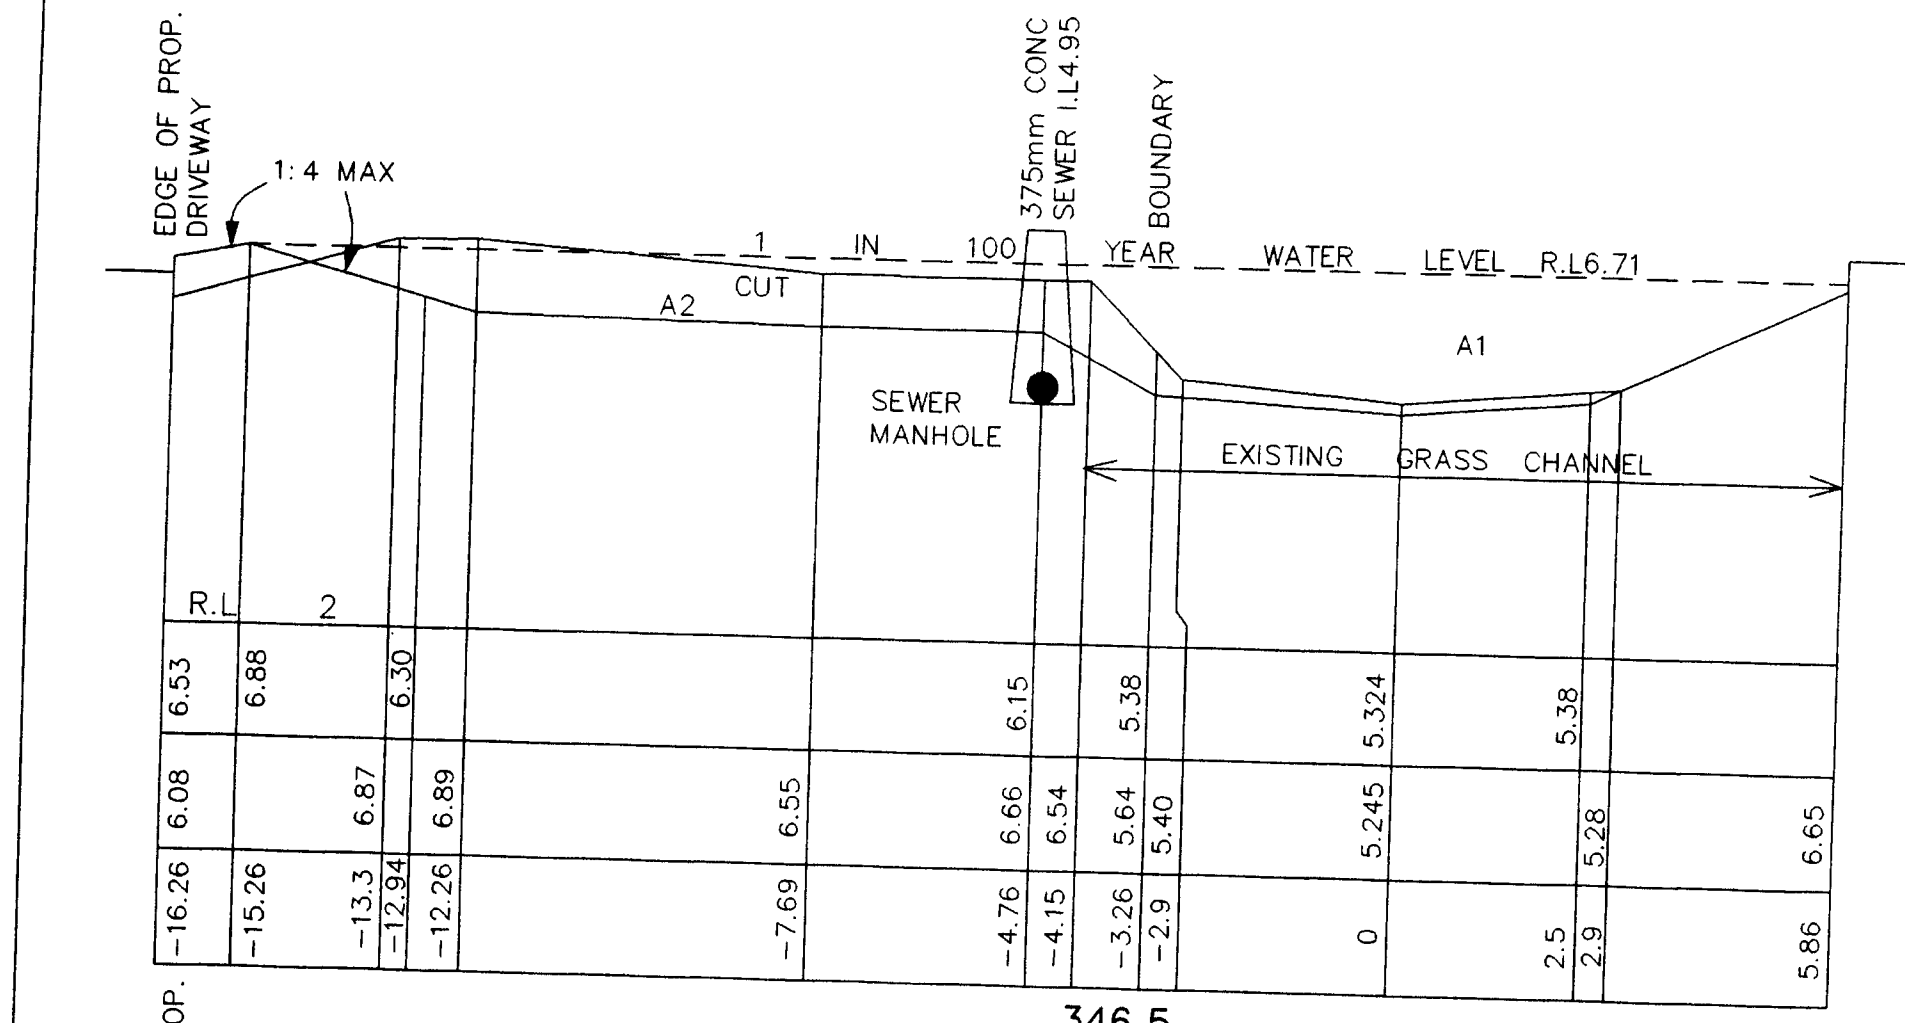 EDGE OF PROP.
DRIVEWAY
1:4 MAX
375mm CONC
SEWER I.L4.95
BOUNDARY
1 IN 100 YEAR WATER LEVEL R.L6.71
CUT
A2
A1
SEWER
MANHOLE
EXISTING GRASS CHANNEL
R.L 2
6.53 6.88 6.30 6.15 5.38 5.324 5.38
6.08 6.87 6.89 6.55 6.66 6.54 5.64 5.40 5.245 5.28 6.65
-16.26 -15.26 -13.3 -12.94 -12.26 -7.69 -4.76 -4.15 -3.26 -2.9 0 2.5 2.9 5.86
OP.
346.5